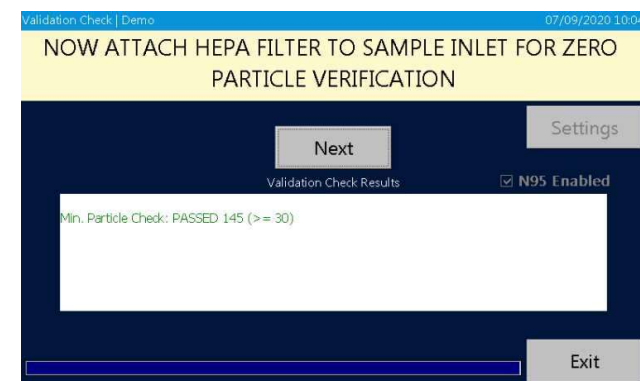 Validation Check | Demo 07/09/2020 10:04
NOW ATTACH HEPA FILTER TO SAMPLE INLET FOR ZERO
PARTICLE VERIFICATION
Settings
Next
Validation Check Results
N95 Enabled
Min. Particle Check: PASSED 145 (>= 30)
Exit